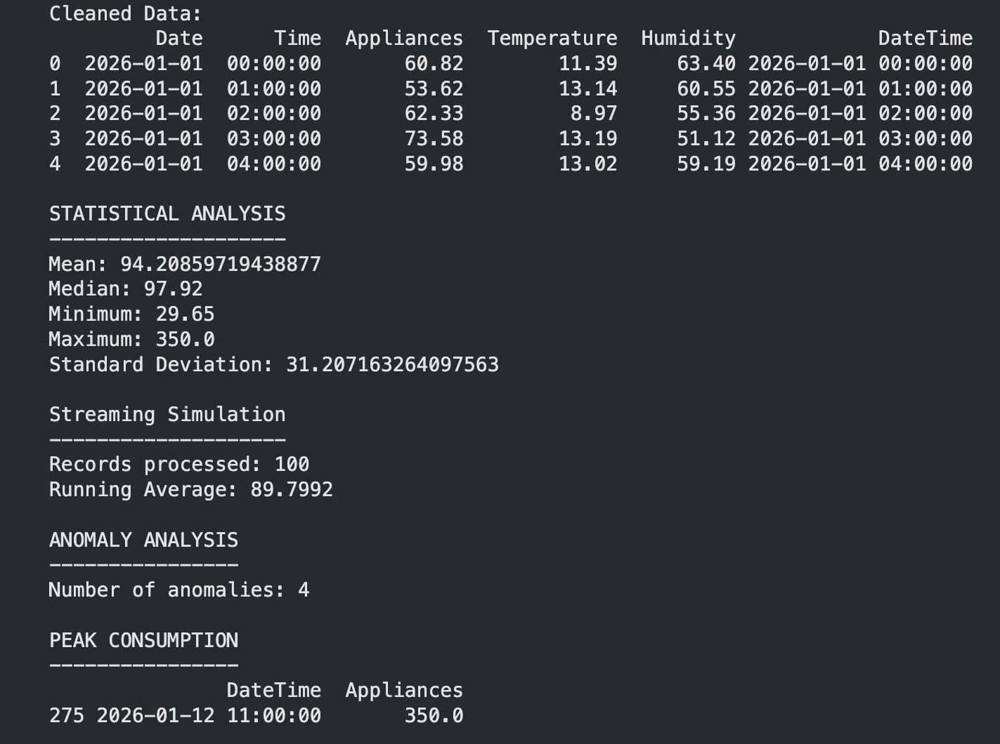 Cleaned Data:
Date Time Appliances Temperature Humidity DateTime
0 2026-01-01 00:00:00 60.82 11.39 63.40 2026-01-01 00:00:00
1 2026-01-01 01:00:00 53.62 13.14 60.55 2026-01-01 01:00:00
2 2026-01-01 02:00:00 62.33 8.97 55.36 2026-01-01 02:00:00
3 2026-01-01 03:00:00 73.58 13.19 51.12 2026-01-01 03:00:00
4 2026-01-01 04:00:00 59.98 13.02 59.19 2026-01-01 04:00:00
STATISTICAL ANALYSIS
--------------------
Mean: 94.20859719438877
Median: 97.92
Minimum: 29.65
Maximum: 350.0
Standard Deviation: 31.207163264097563
Streaming Simulation
--------------------
Records processed: 100
Running Average: 89.7992
ANOMALY ANALYSIS
----------------
Number of anomalies: 4
PEAK CONSUMPTION
----------------
DateTime Appliances
275 2026-01-12 11:00:00 350.0